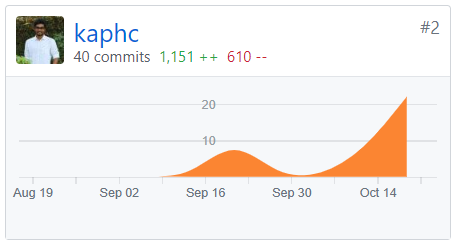 kaphc
#2
40 commits 1,151 ++ 610 --
20
10
Aug 19 Sep 02 Sep 16 Sep 30 Oct 14